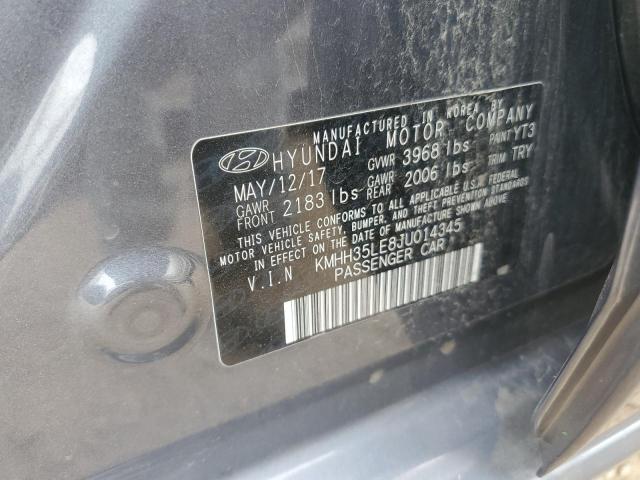 MANUFACTURED IN KOREA BY
HYUNDAI MOTOR COMPANY
MAY/12/17 GVWR 3968 lbs PAINT YT3
GAWR FRONT 2183 lbs GAWR REAR 2006 lbs TRIM TRY
THIS VEHICLE CONFORMS TO ALL APPLICABLE U.S. FEDERAL
MOTOR VEHICLE SAFETY, BUMPER, AND THEFT PREVENTION STANDARDS
IN EFFECT ON THE DATE OF MANUFACTURE SHOWN ABOVE.
V.I.N KMHH35LE8JU014345
PASSENGER CAR